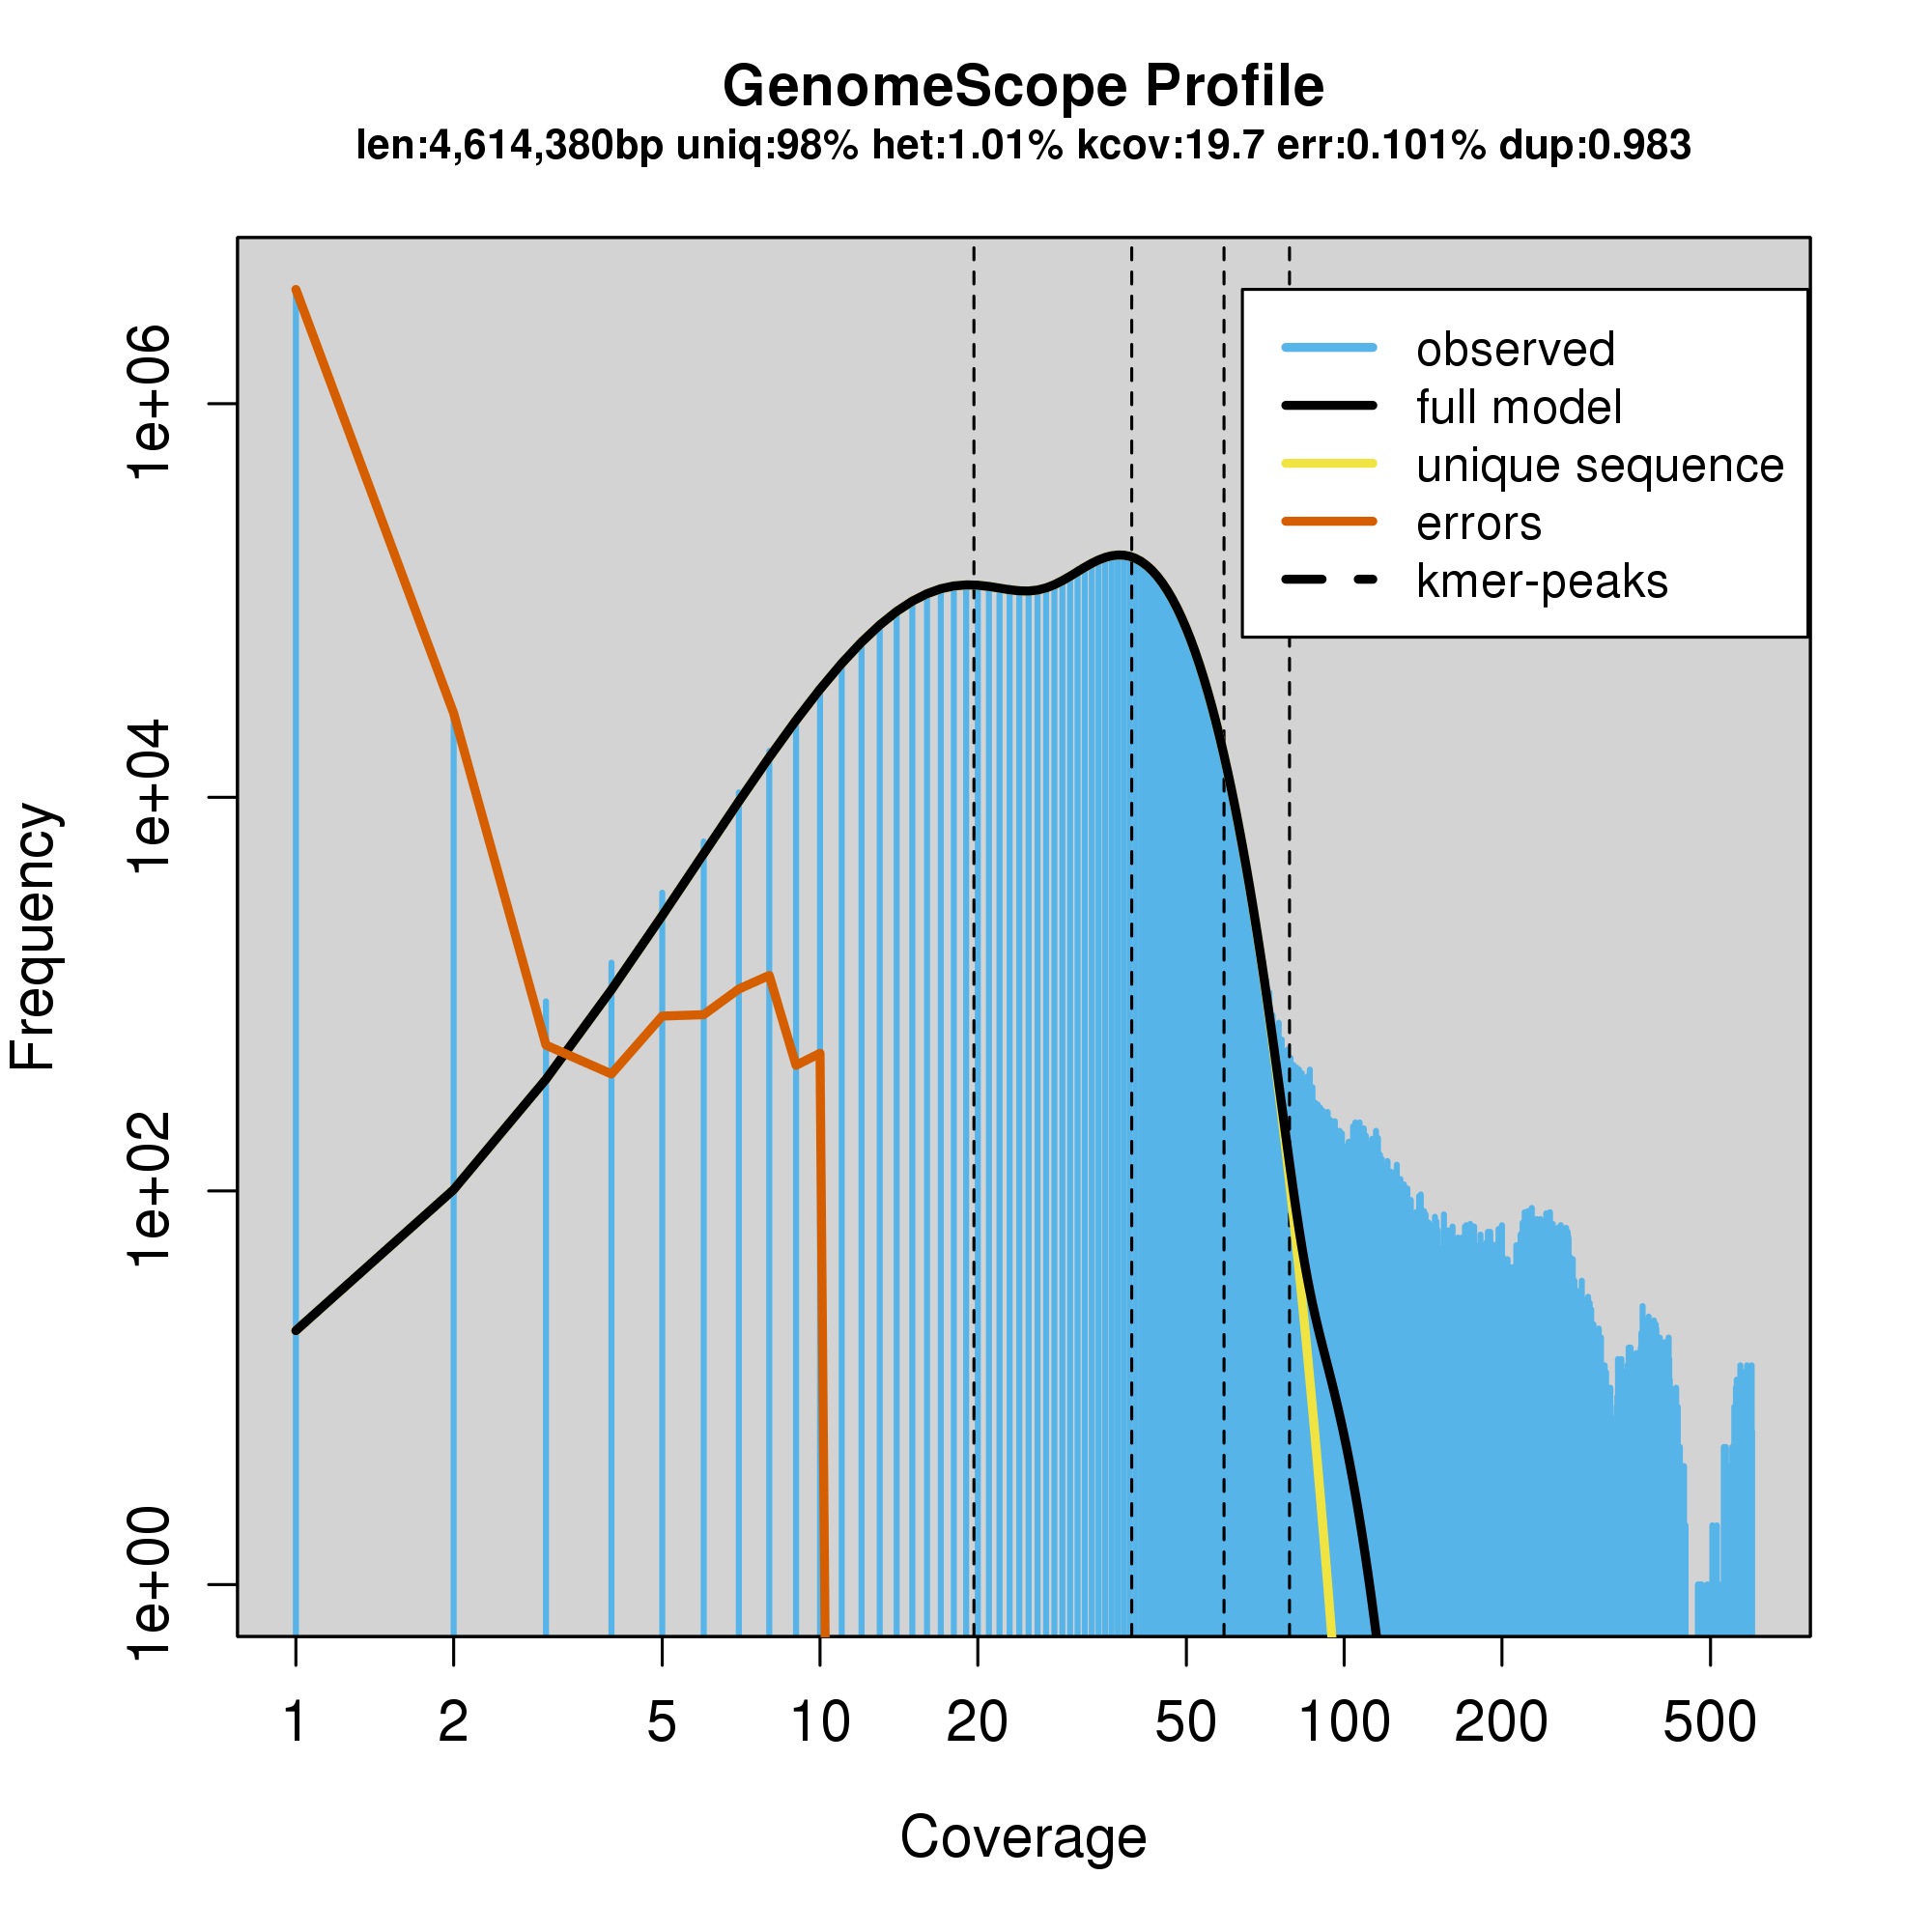 GenomeScope Profile
len:4,614,380bp uniq:98% het:1.01% kcov:19.7 err:0.101% dup:0.983
observed
full model
unique sequence
errors
kmer-peaks
Frequency
1e+06
1e+04
1e+02
1e+00
1 2 5 10 20 50 100 200 500
Coverage